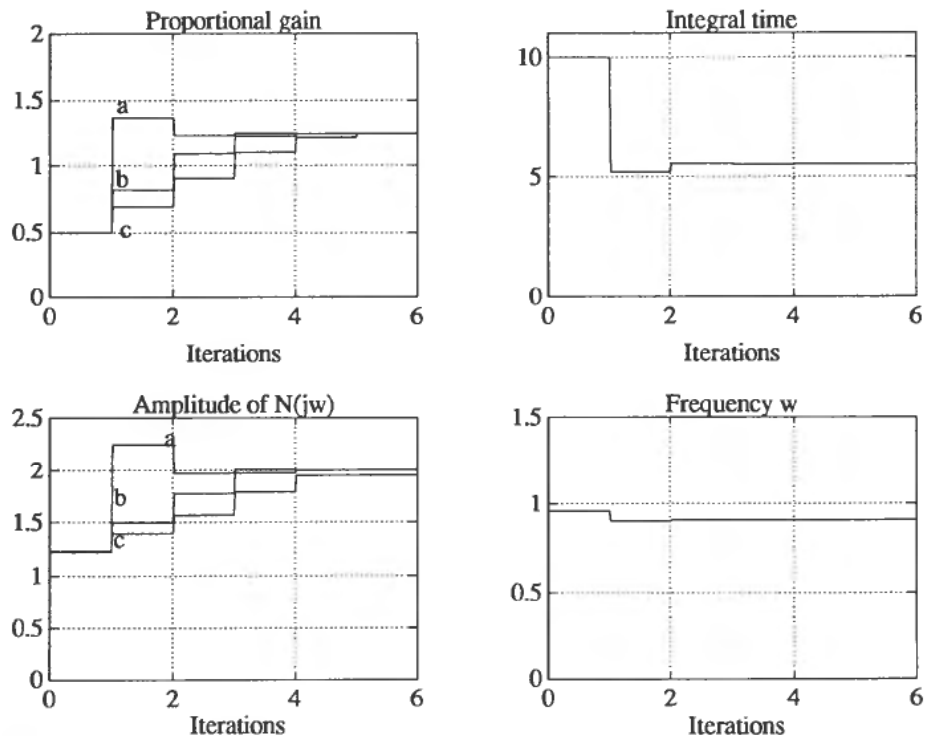 Proportional gain
2
1.5
1
0.5
0
a
b
c
0 2 4 6
Iterations
Integral time
10
5
0
0 2 4 6
Iterations
Amplitude of N(jw)
2.5
2
1.5
1
0.5
0
a
b
c
0 2 4 6
Iterations
Frequency w
1.5
1
0.5
0
0 2 4 6
Iterations